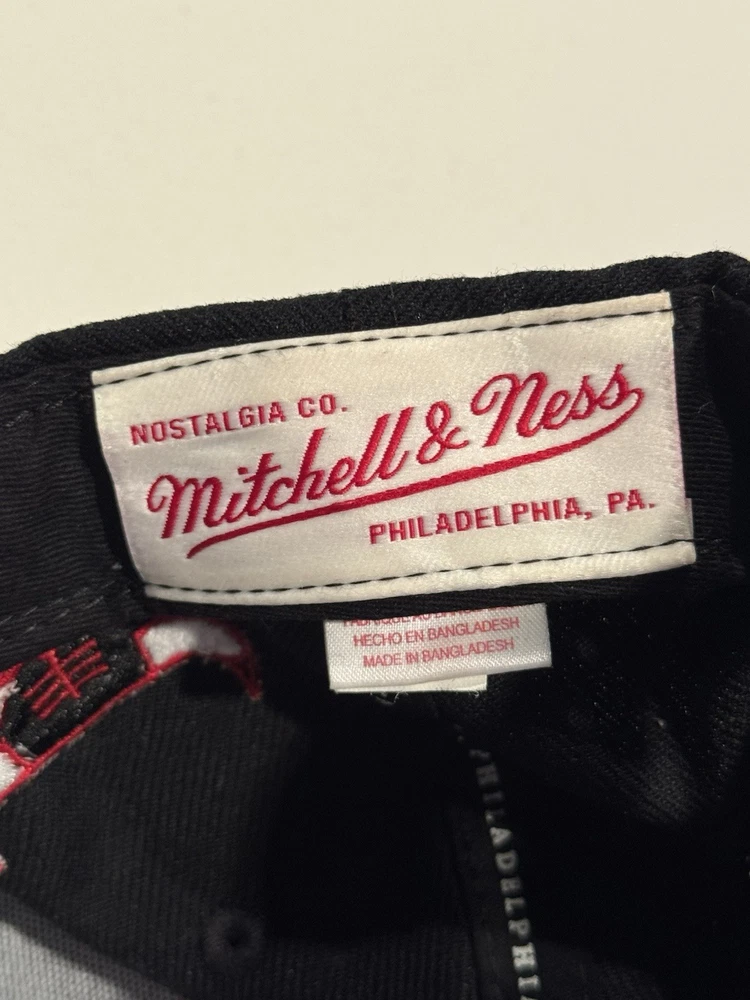 NOSTALGIA CO.
Mitchell & Ness
PHILADELPHIA, PA.
HECHO EN BANGLADESH
MADE IN BANGLADESH
PHILADELPHIA